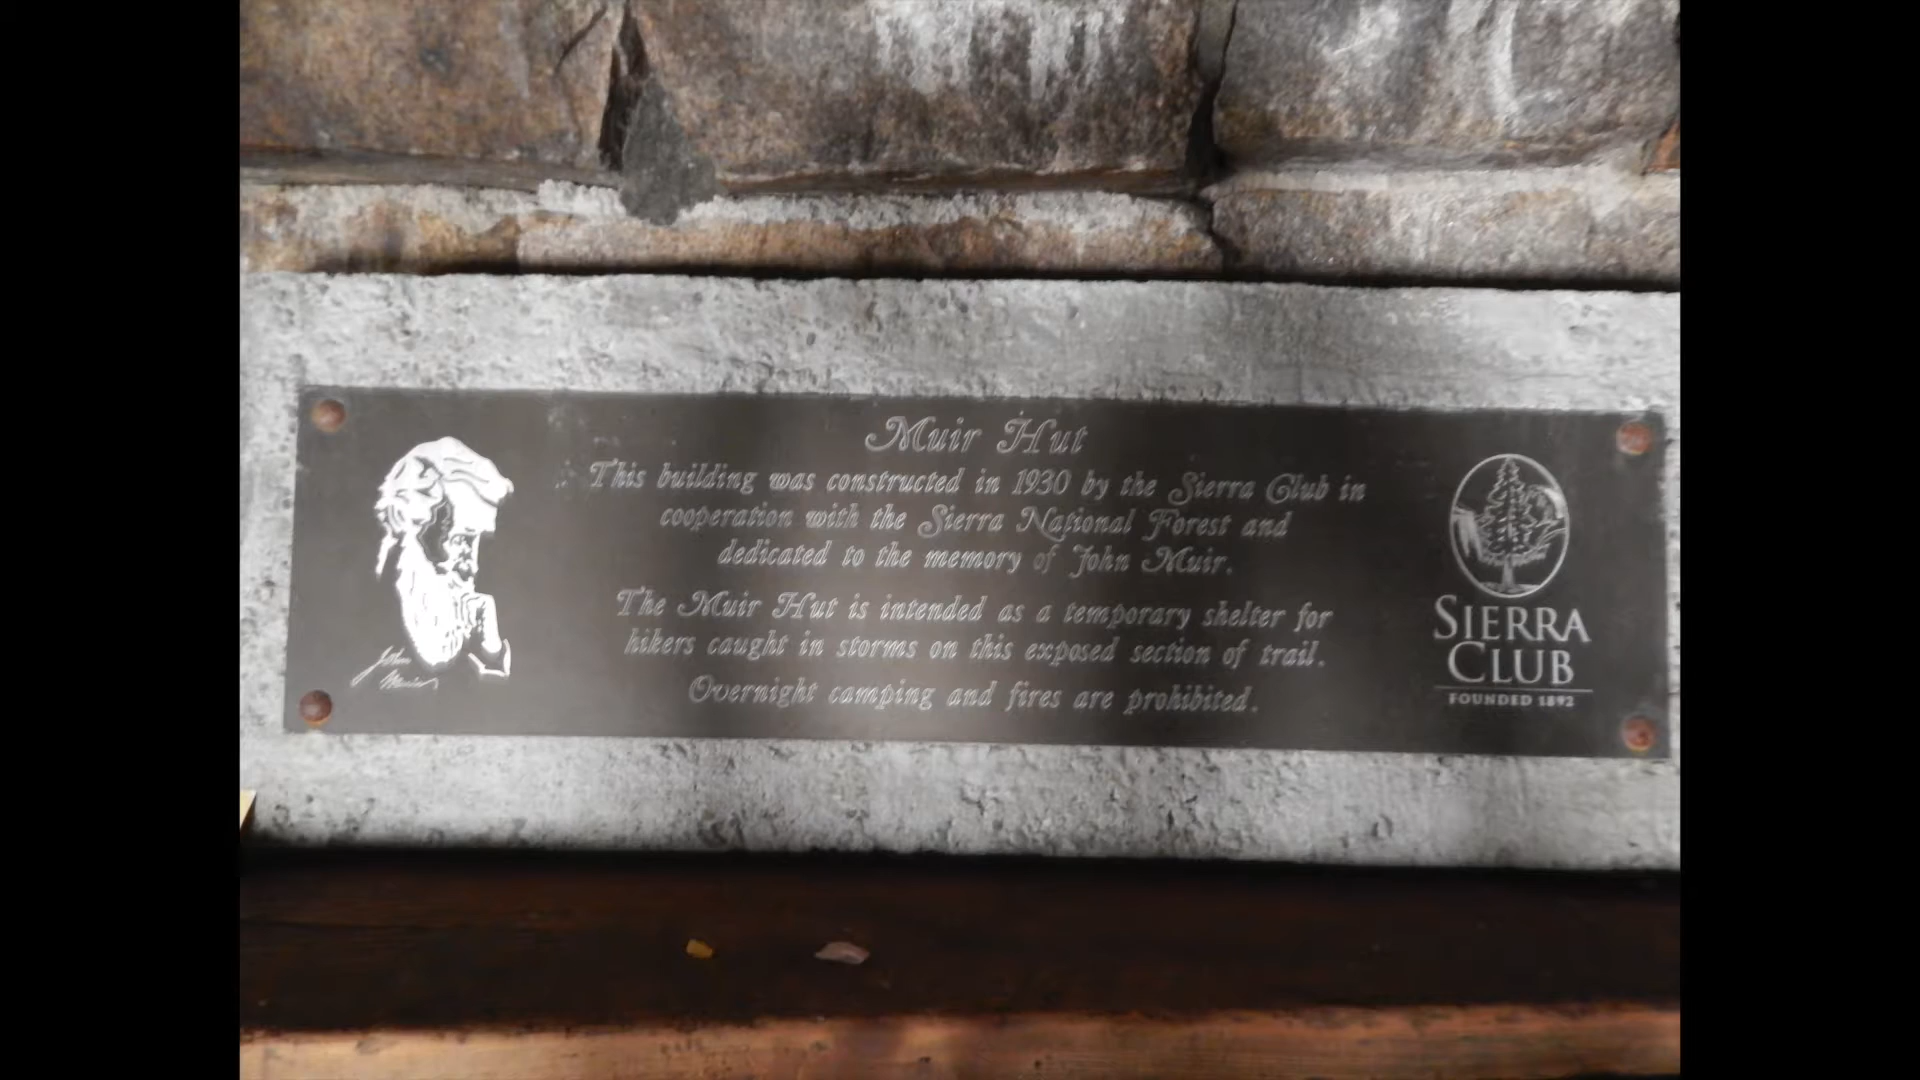 Muir Hut
This building was constructed in 1930 by the Sierra Club in
cooperation with the Sierra National Forest and
dedicated to the memory of John Muir.
The Muir Hut is intended as a temporary shelter for
hikers caught in storms on this exposed section of trail.
Overnight camping and fires are prohibited.
John
Muir
SIERRA
CLUB
FOUNDED 1892